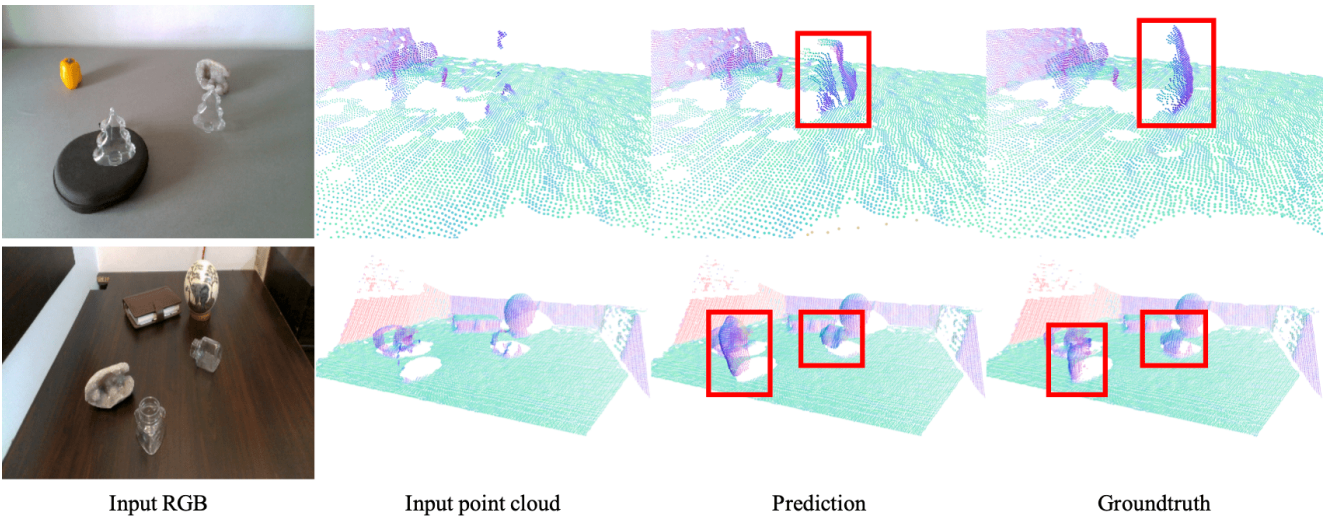 Input RGB
Input point cloud
Prediction
Groundtruth